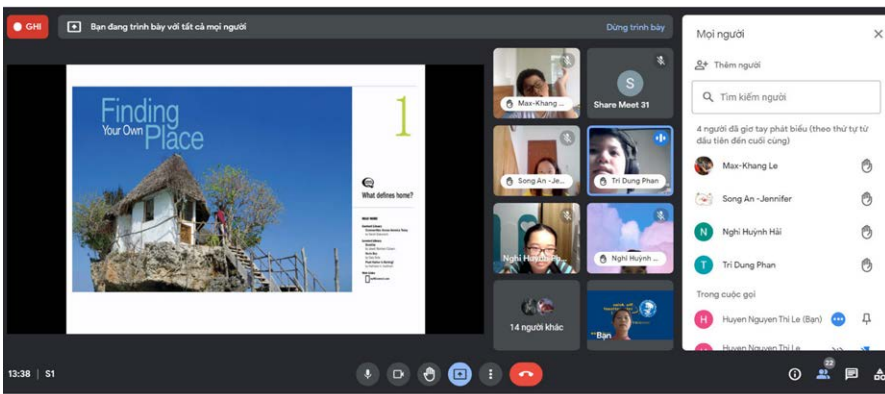 GHI
Bạn đang trình bày với tất cả mọi người
Dừng trình bày
Finding
Your Own
Place
1
What defines home?
Max-Khang ...
S
Share Meet 31
Song An -Je...
Tri Dung Phan
Nghi Huỳnh ...
14 người khác
Bạn
Mọi người
Thêm người
Tìm kiếm người
4 người đã giơ tay phát biểu (theo thứ tự từ
đầu tiên đến cuối cùng)
Max-Khang Le
Song An -Jennifer
N
Nghi Huỳnh Hải
T
Tri Dung Phan
Trong cuộc gọi
H
Huyen Nguyen Thi Le (Bạn)
Huyen Nguyen Thi Le
13:38 | S1
22